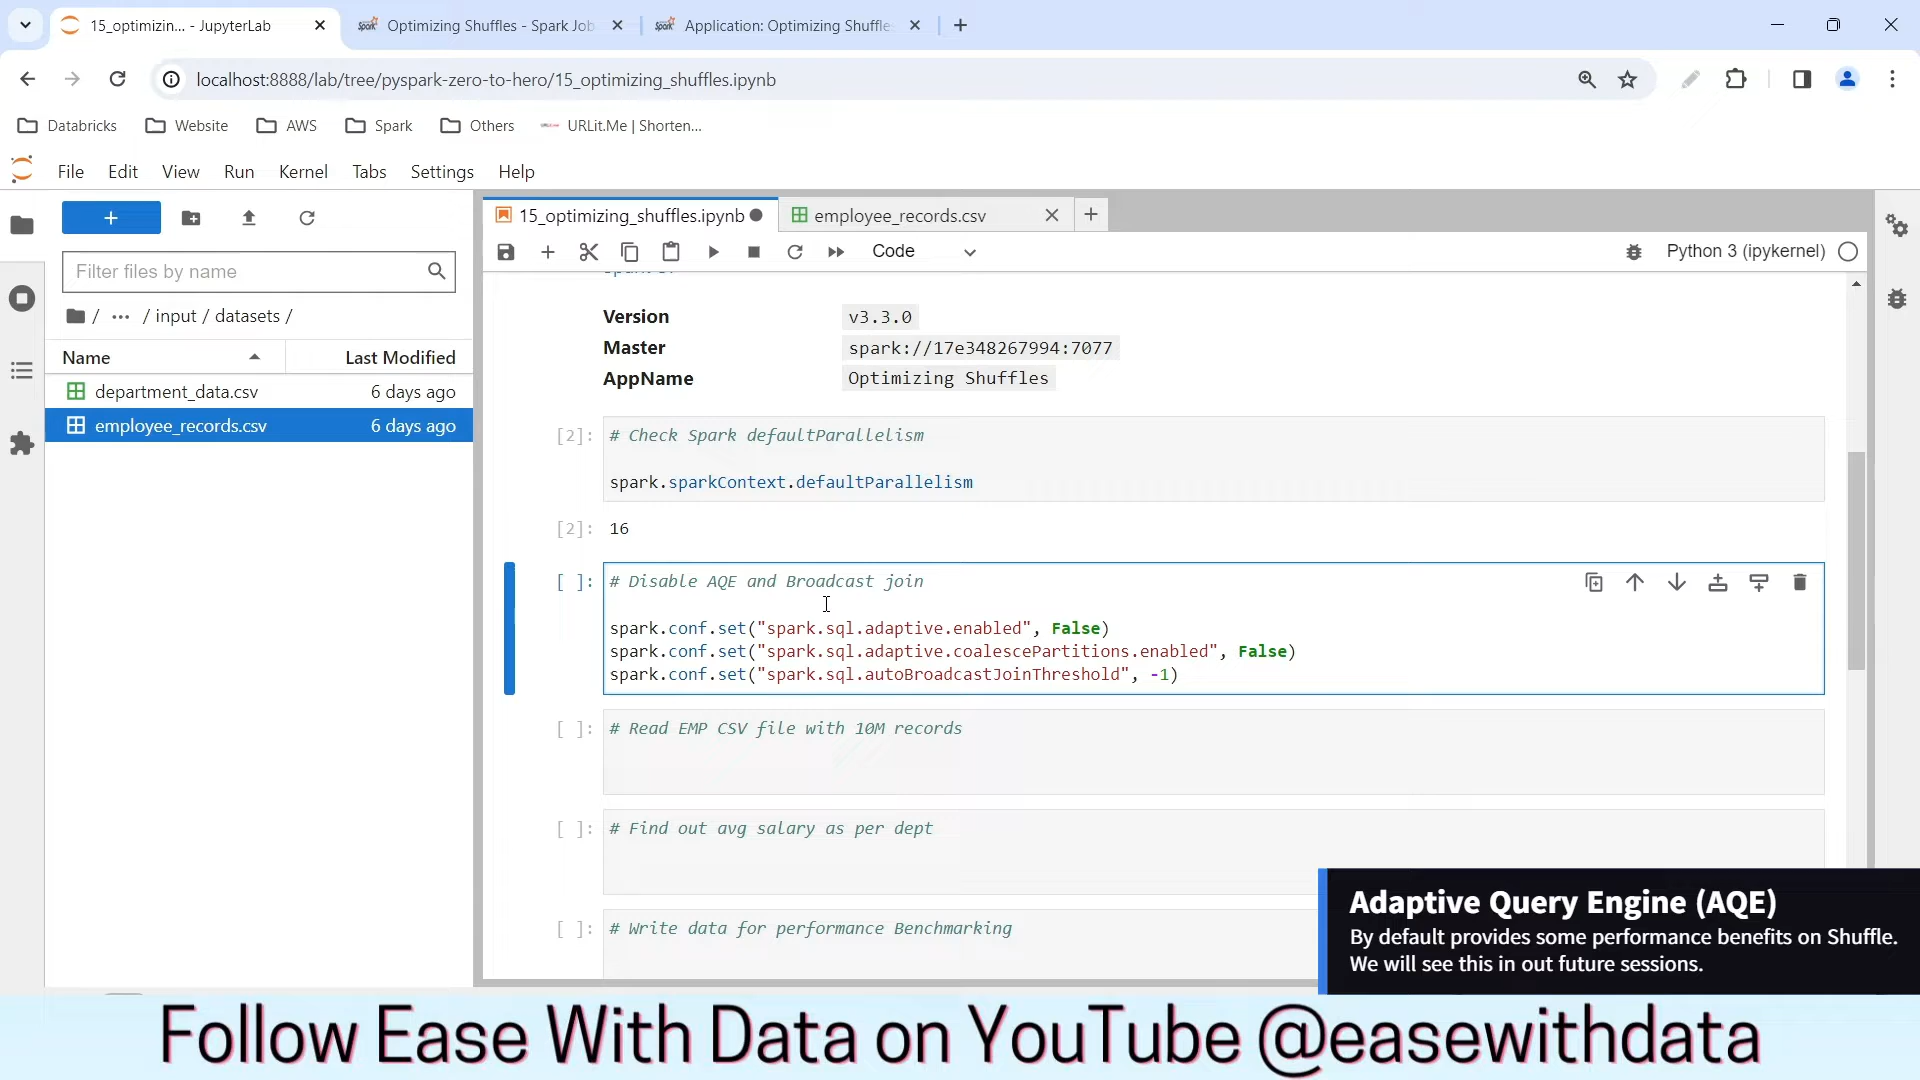 15_optimizin... - JupyterLab
Optimizing Shuffles - Spark Job
Application: Optimizing Shuffle
localhost:8888/lab/tree/pyspark-zero-to-hero/15_optimizing_shuffles.ipynb
Databricks
Website
AWS
Spark
Others
URLit.Me | Shorten...
File
Edit
View
Run
Kernel
Tabs
Settings
Help
15_optimizing_shuffles.ipynb
employee_records.csv
Code
Python 3 (ipykernel)
Filter files by name
/ ··· / input / datasets /
Name
Last Modified
department_data.csv
6 days ago
employee_records.csv
6 days ago
Version
v3.3.0
Master
spark://17e348267994:7077
AppName
Optimizing Shuffles
[2]: # Check Spark defaultParallelism
spark.sparkContext.defaultParallelism
[2]: 16
[ ]: # Disable AQE and Broadcast join
spark.conf.set("spark.sql.adaptive.enabled", False)
spark.conf.set("spark.sql.adaptive.coalescePartitions.enabled", False)
spark.conf.set("spark.sql.autoBroadcastJoinThreshold", -1)
[ ]: # Read EMP CSV file with 10M records
[ ]: # Find out avg salary as per dept
[ ]: # Write data for performance Benchmarking
Adaptive Query Engine (AQE)
By default provides some performance benefits on Shuffle.
We will see this in out future sessions.
Follow Ease With Data on YouTube @easewithdata